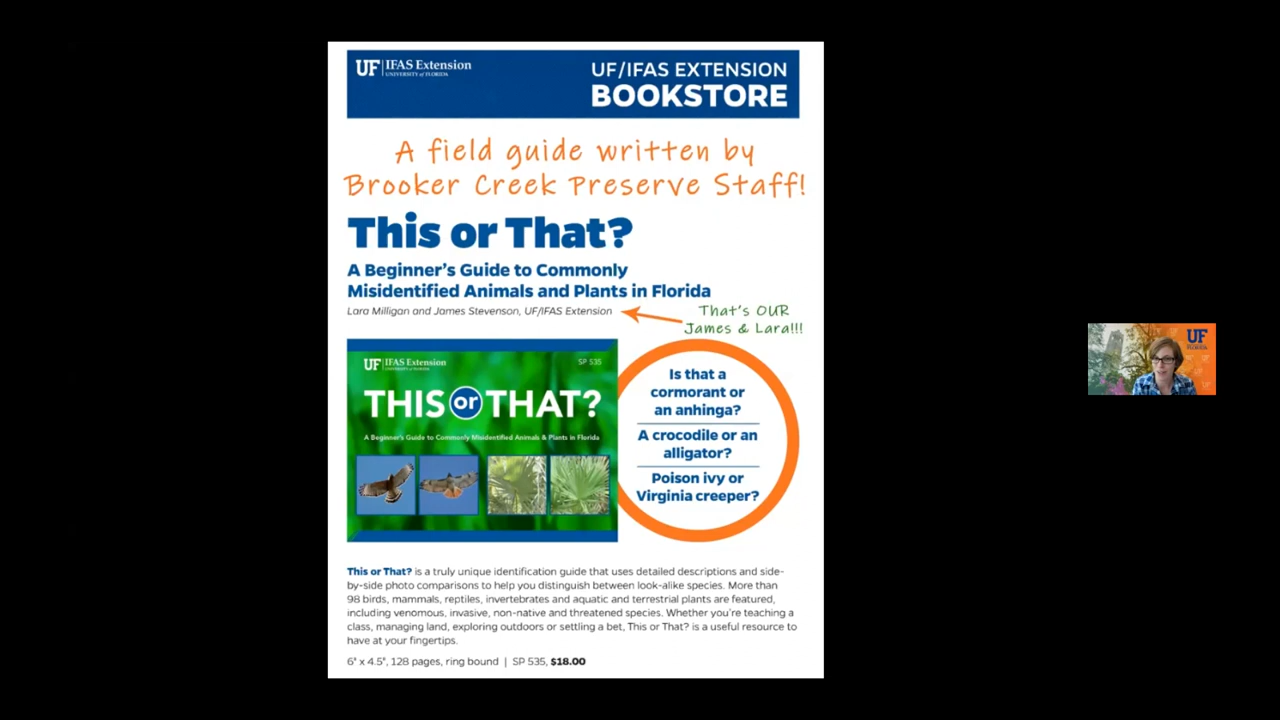 UF IFAS Extension
UNIVERSITY of FLORIDA
UF/IFAS EXTENSION
BOOKSTORE
A field guide written by
Brooker Creek Preserve Staff!
This or That?
A Beginner's Guide to Commonly
Misidentified Animals and Plants in Florida
Lara Milligan and James Stevenson, UF/IFAS Extension
That's OUR
James & Lara!!!
UF IFAS Extension
UNIVERSITY of FLORIDA
SP 535
THIS or THAT?
A Beginner's Guide to Commonly Misidentified Animals & Plants in Florida
Is that a
cormorant or
an anhinga?
A crocodile or an
alligator?
Poison ivy or
Virginia creeper?
This or That? is a truly unique identification guide that uses detailed descriptions and side-
by-side photo comparisons to help you distinguish between look-alike species. More than
98 birds, mammals, reptiles, invertebrates and aquatic and terrestrial plants are featured,
including venomous, invasive, non-native and threatened species. Whether you're teaching a
class, managing land, exploring outdoors or settling a bet, This or That? is a useful resource to
have at your fingertips.
6" x 4.5", 128 pages, ring bound | SP 535, $18.00
UF
FLORIDA